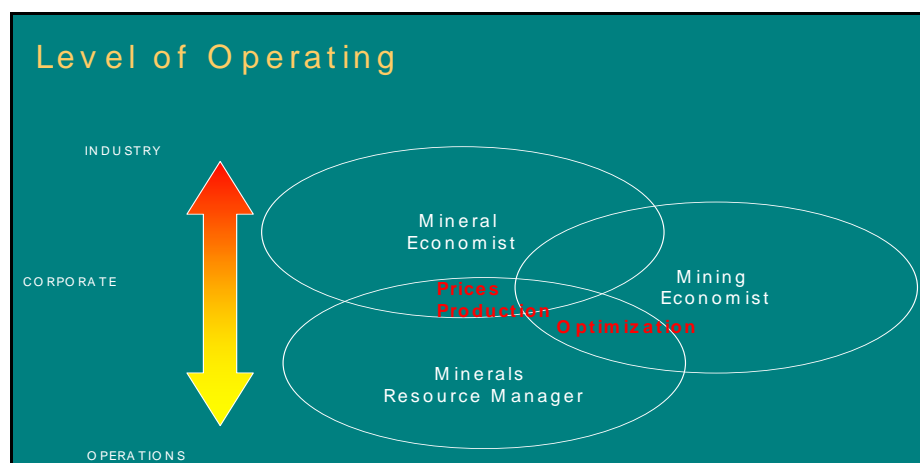 Level of Operating
INDUSTRY
Mineral
Economist
CORPORATE
Mining
Economist
Prices
Production
Optimization
Minerals
Resource Manager
OPERATIONS